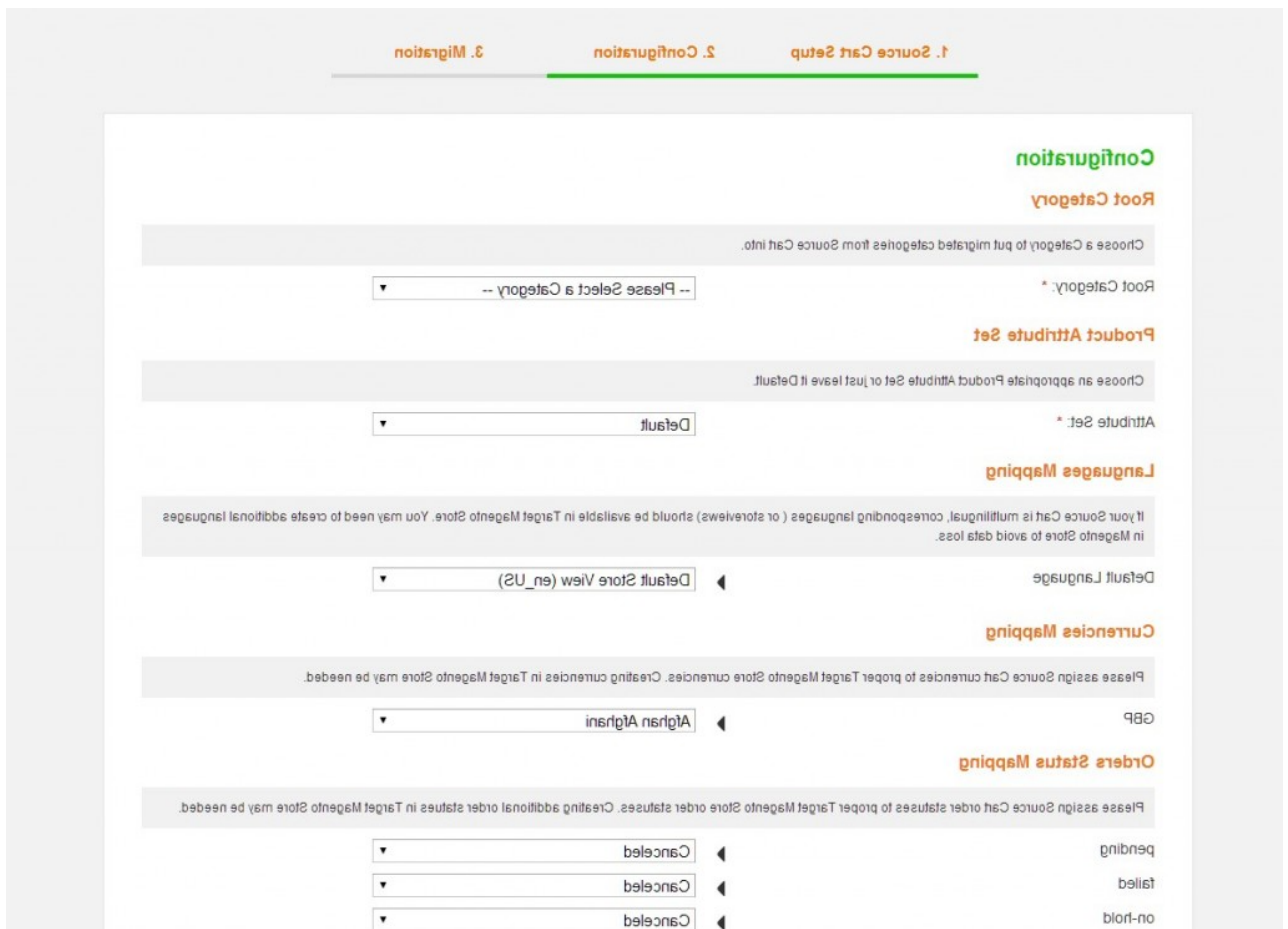 1. Source Cart Setup
2. Configuration
3. Migration
Configuration
Root Category
Choose a Category to put migrated categories from Source Cart into.
Root Category: *
-- Please Select a Category --
Product Attribute Set
Choose an appropriate Product Attribute Set or just leave it Default.
Attribute Set: *
Default
Languages Mapping
If your Source Cart is multilingual, corresponding languages ( or storeviews) should be available in Target Magento Store. You may need to create additional languages
in Magento Store to avoid data loss.
Default Language
Default Store View (en_US)
Currencies Mapping
Please assign Source Cart currencies to proper Target Magento Store currencies. Creating currencies in Target Magento Store may be needed.
GBP
Afghan Afghani
Orders Status Mapping
Please assign Source Cart order statuses to proper Target Magento Store order statuses. Creating additional order statues in Target Magento Store may be needed.
pending
Canceled
failed
Canceled
on-hold
Canceled